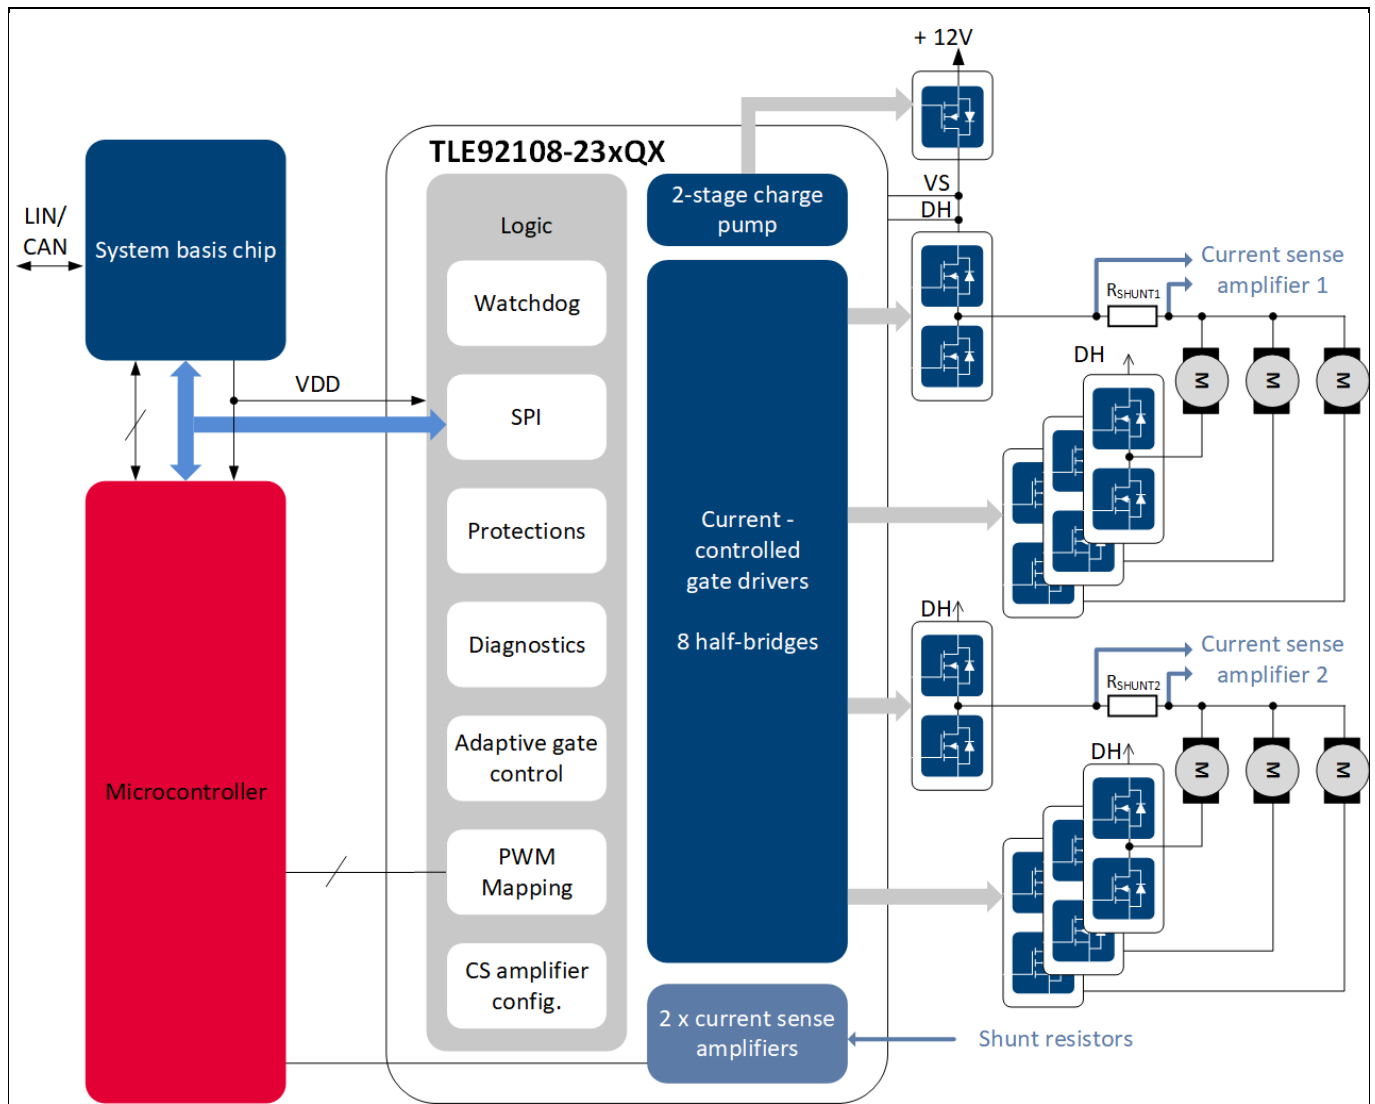 + 12V
TLE92108-23xQX
2-stage charge
pump
VS
DH
LIN/
CAN
System basis chip
Logic
Watchdog
VDD
SPI
Protections
Diagnostics
Adaptive gate
control
PWM
Mapping
CS amplifier
config.
Microcontroller
Current -
controlled
gate drivers
8 half-bridges
2 x current sense
amplifiers
Shunt resistors
Current sense
amplifier 1
RSHUNT1
DH
M
M
M
DH
Current sense
amplifier 2
RSHUNT2
DH
M
M
M